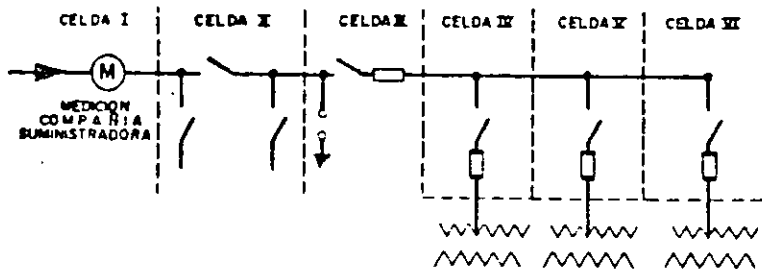 CELDA I
CELDA II
CELDA III
CELDA IV
CELDA V
CELDA VI
M
MEDICION
COMPAÑIA
SUMINISTRADORA